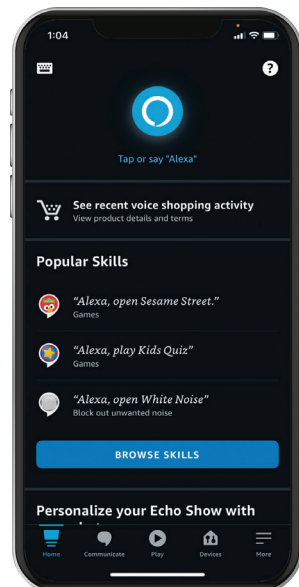 1:04
?
Tap or say "Alexa"
See recent voice shopping activity
View product details and terms
Popular Skills
“Alexa, open Sesame Street.”
Games
“Alexa, play Kids Quiz”
Games
“Alexa, open White Noise”
Block out unwanted noise
BROWSE SKILLS
Personalize your Echo Show with
Home Communicate Play Devices More